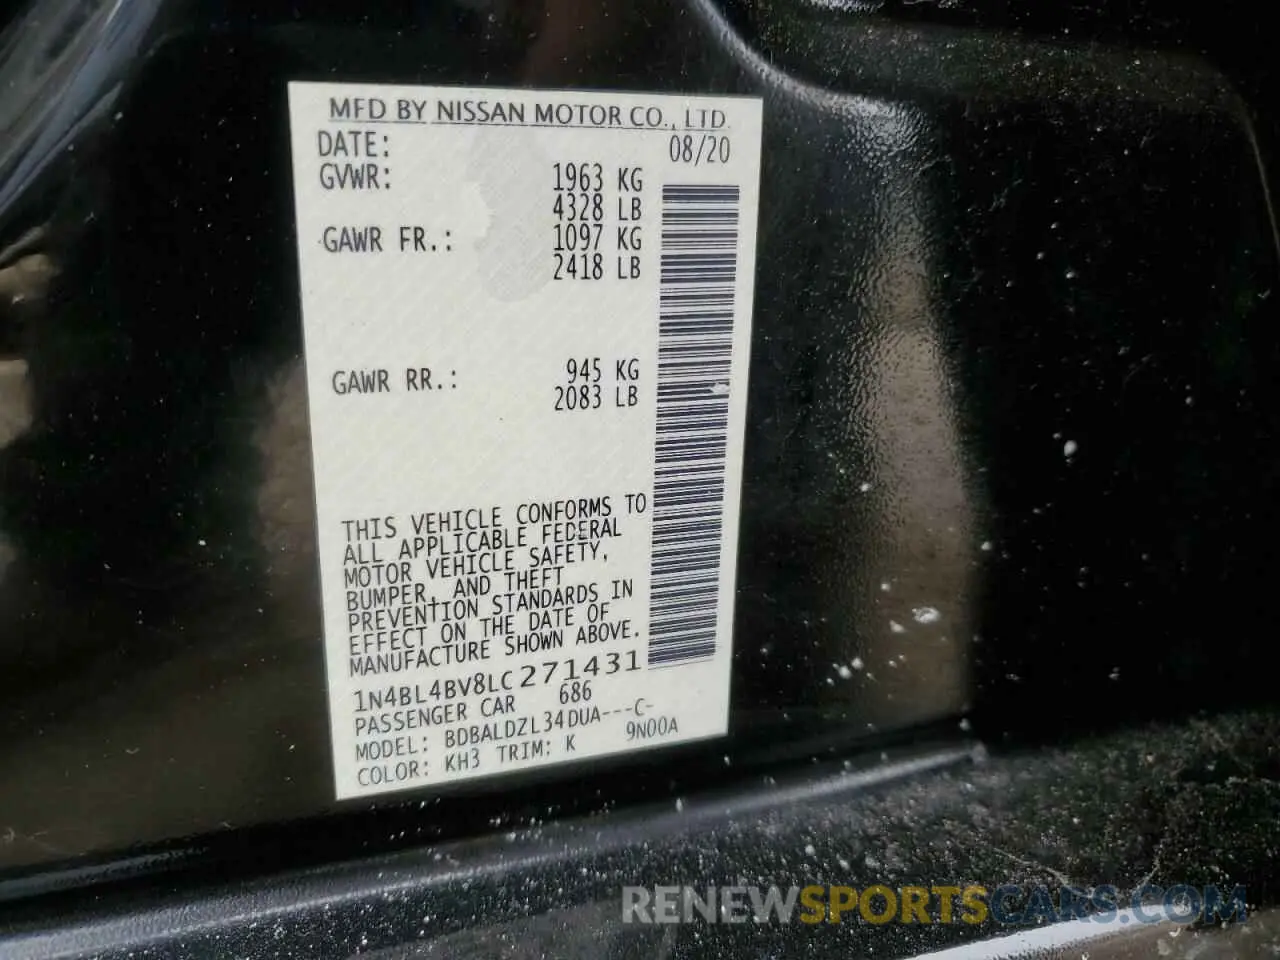 MFD BY NISSAN MOTOR CO., LTD.
DATE: 08/20
GVWR: 1963 KG
4328 LB
GAWR FR.: 1097 KG
2418 LB
GAWR RR.: 945 KG
2083 LB
THIS VEHICLE CONFORMS TO
ALL APPLICABLE FEDERAL
MOTOR VEHICLE SAFETY,
BUMPER, AND THEFT
PREVENTION STANDARDS IN
EFFECT ON THE DATE OF
MANUFACTURE SHOWN ABOVE.
1N4BL4BV8LC271431
PASSENGER CAR 686
MODEL: BDBALDZL34DUA---C-
COLOR: KH3 TRIM: K 9N00A
RENEWSPORTSCARS.COM